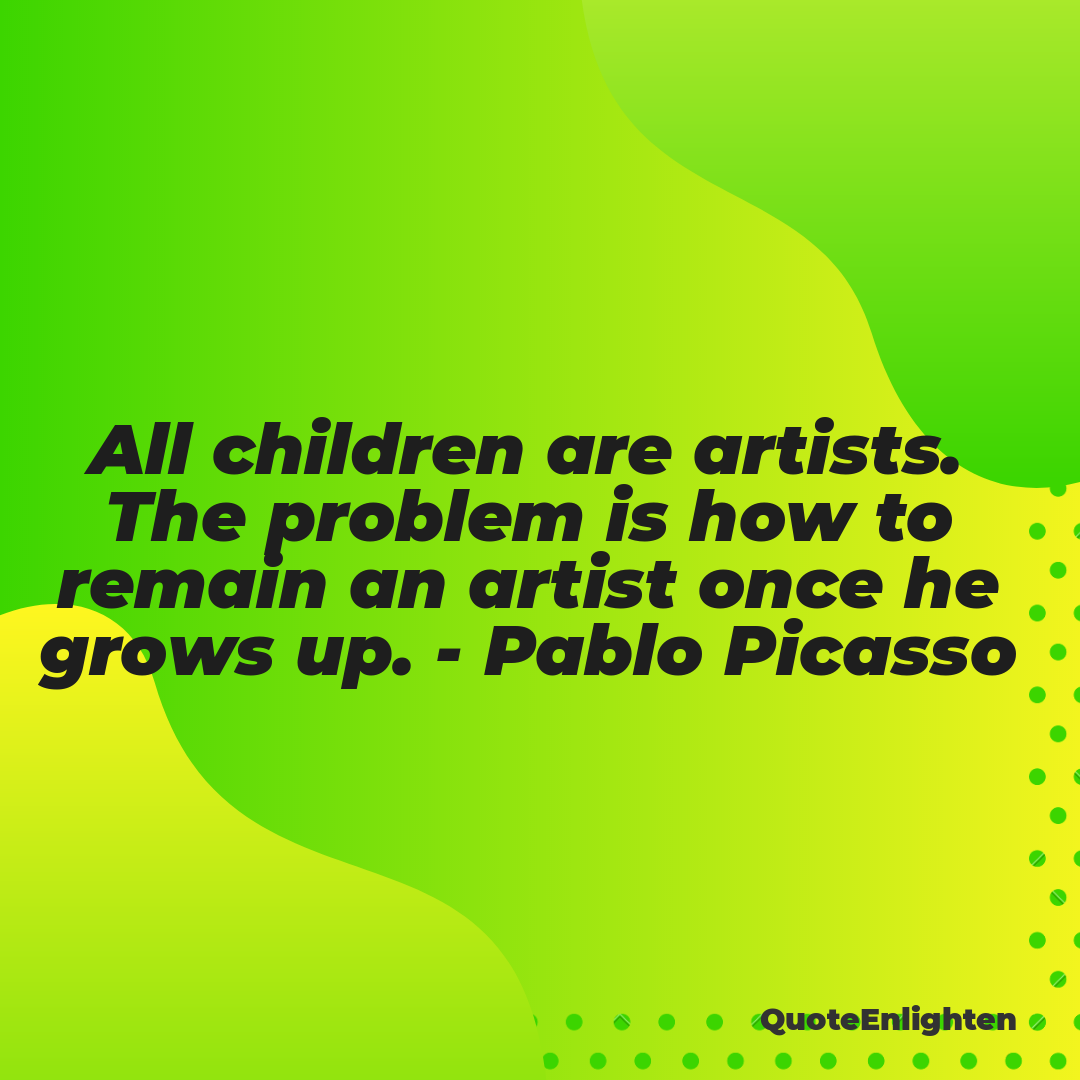 All children are artists.
The problem is how to
remain an artist once he
grows up. - Pablo Picasso
QuoteEnlighten